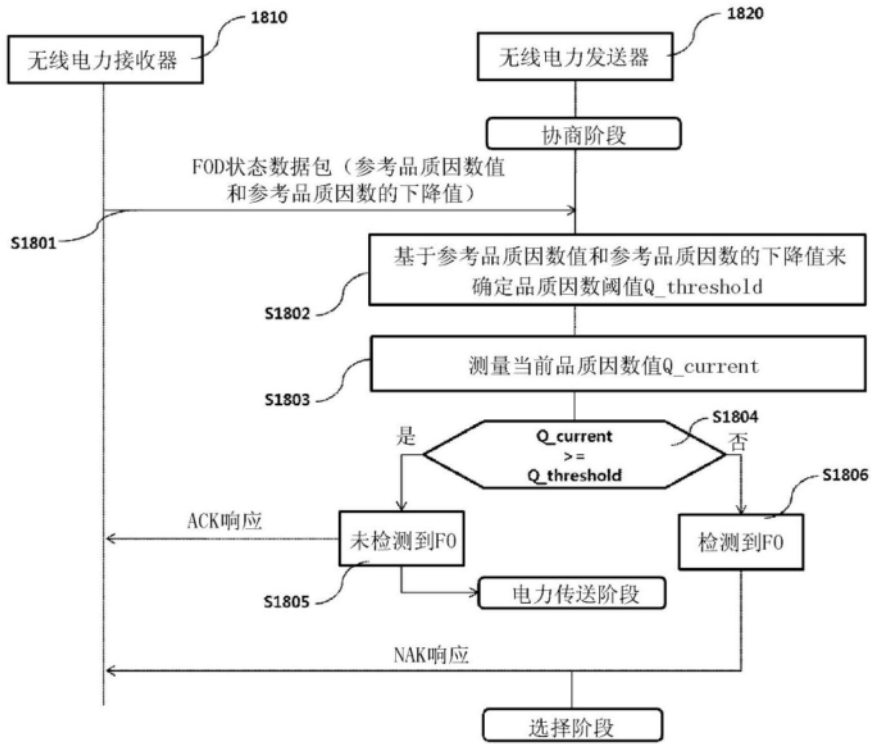 1810
1820
无线电力接收器
无线电力发送器
协商阶段
FOD状态数据包（参考品质因数值
和参考品质因数的下降值）
S1801
基于参考品质因数值和参考品质因数的下降值来
确定品质因数阈值Q_threshold
S1802
测量当前品质因数值Q_current
S1803
S1804
是
Q_current
>=
Q_threshold
否
S1806
ACK响应
未检测到FO
检测到FO
S1805
电力传送阶段
NAK响应
选择阶段